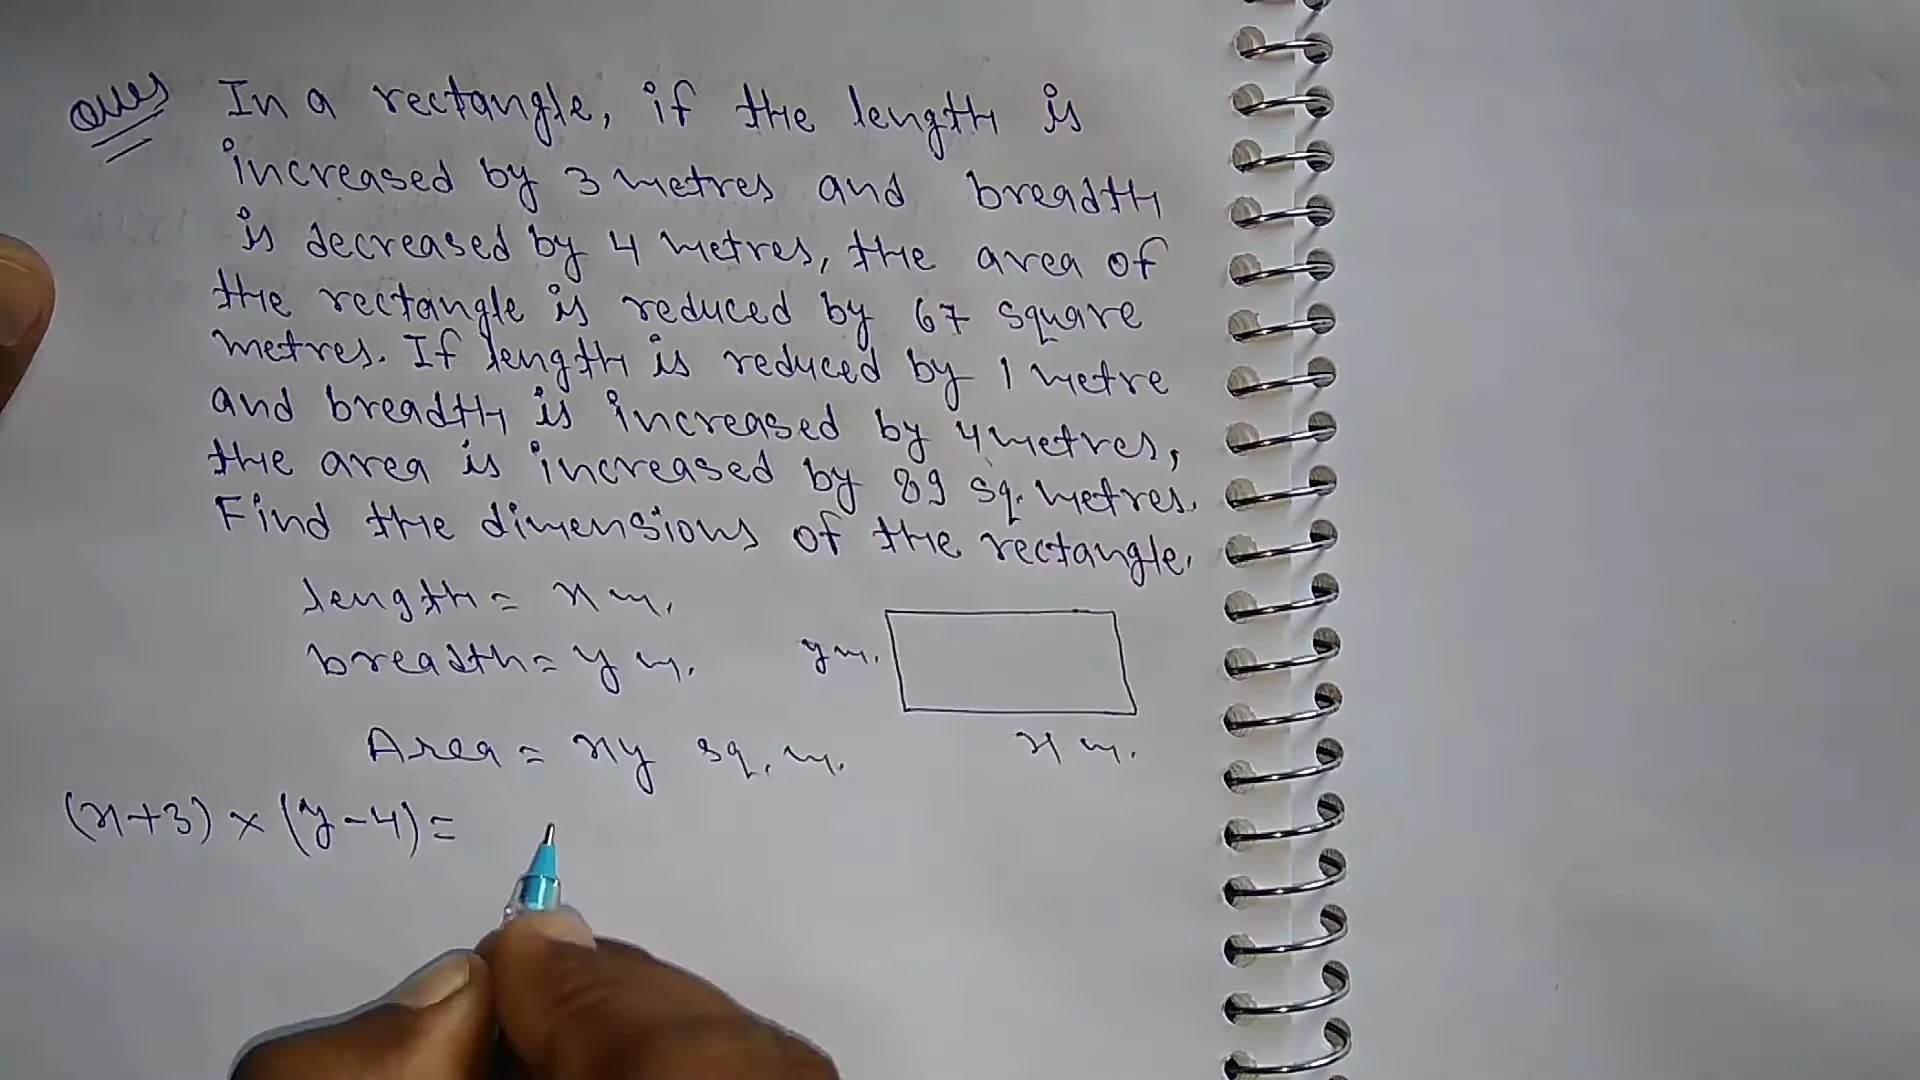 Ques In a rectangle, if the length is
increased by 3 metres and breadth
is decreased by 4 metres, the area of
the rectangle is reduced by 67 square
metres. If length is reduced by 1 metre
and breadth is increased by 4 metres,
the area is increased by 89 sq. metres.
Find the dimensions of the rectangle.
length = x m.
breadth = y m.
y m.
Area = xy sq. m.
x m.
(x+3) × (y-4) =